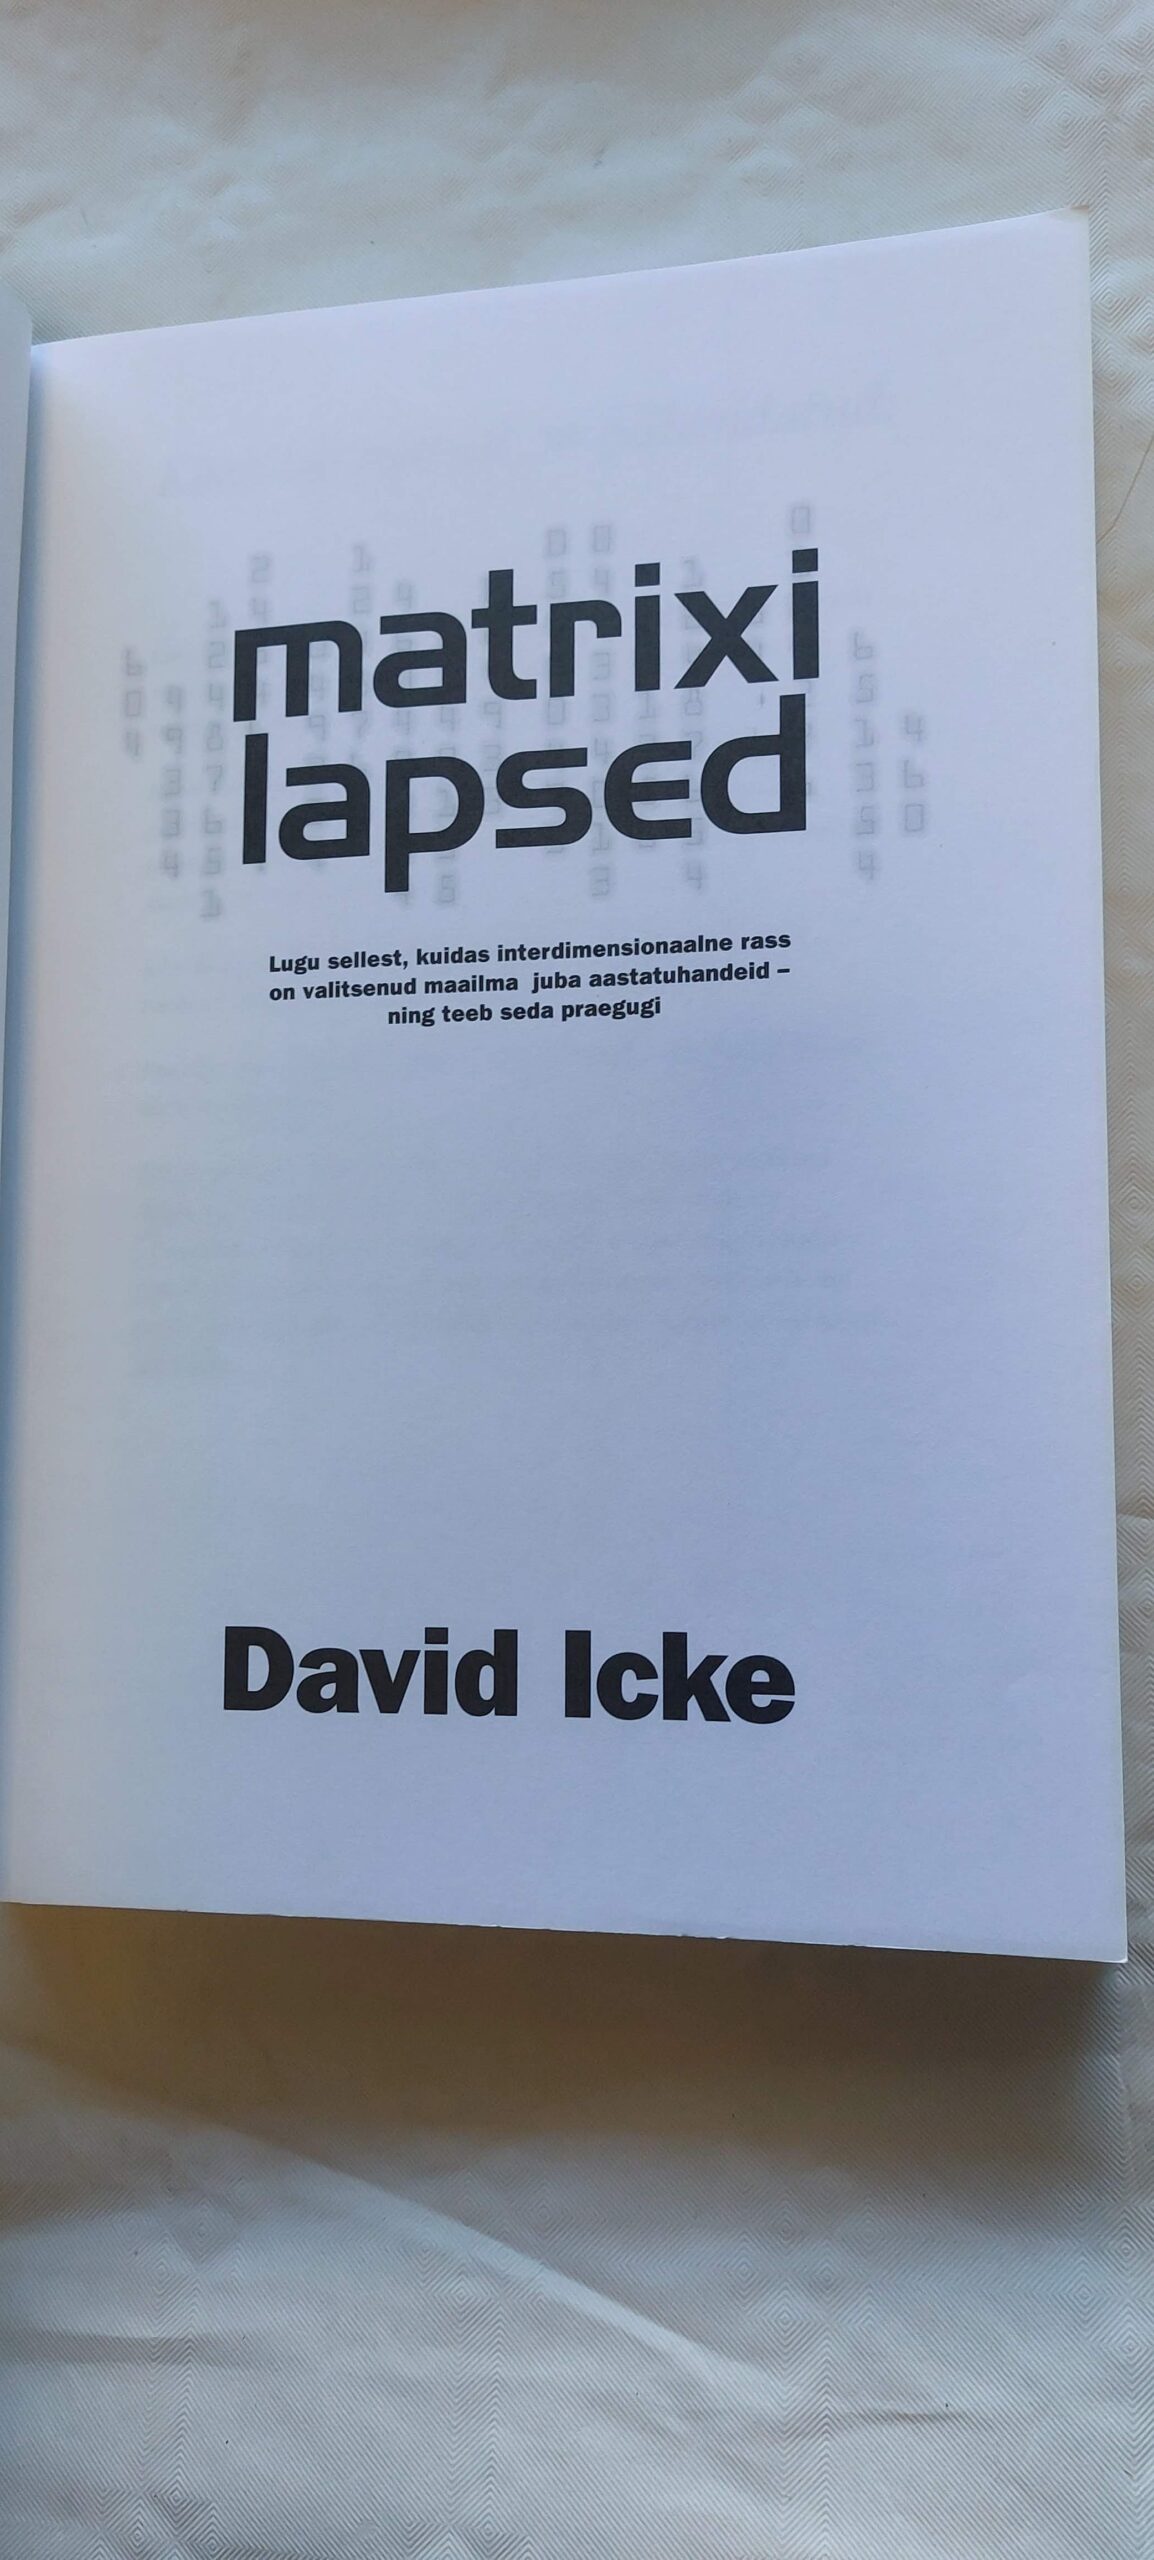 matrixi
lapsed
Lugu sellest, kuidas interdimensionaalne rass
on valitsenud maailma juba aastatuhandeid –
ning teeb seda praegugi
David Icke